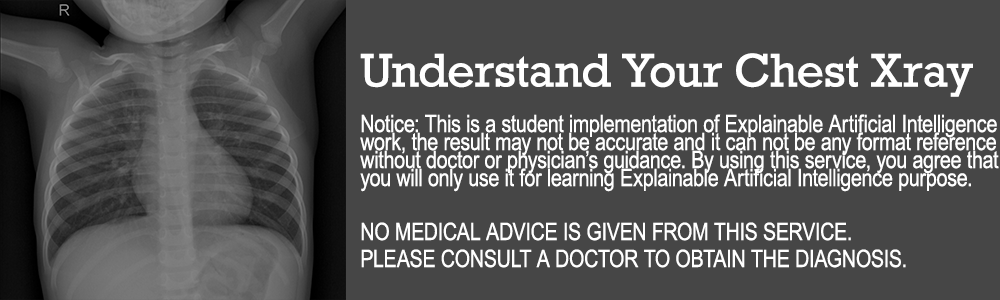 R
Understand Your Chest Xray
Notice: This is a student implementation of Explainable Artificial Intelligence
work, the result may not be accurate and it can not be any format reference
without doctor or physician's guidance. By using this service, you agree that
you will only use it for learning Explainable Artificial Intelligence purpose.
NO MEDICAL ADVICE IS GIVEN FROM THIS SERVICE.
PLEASE CONSULT A DOCTOR TO OBTAIN THE DIAGNOSIS.